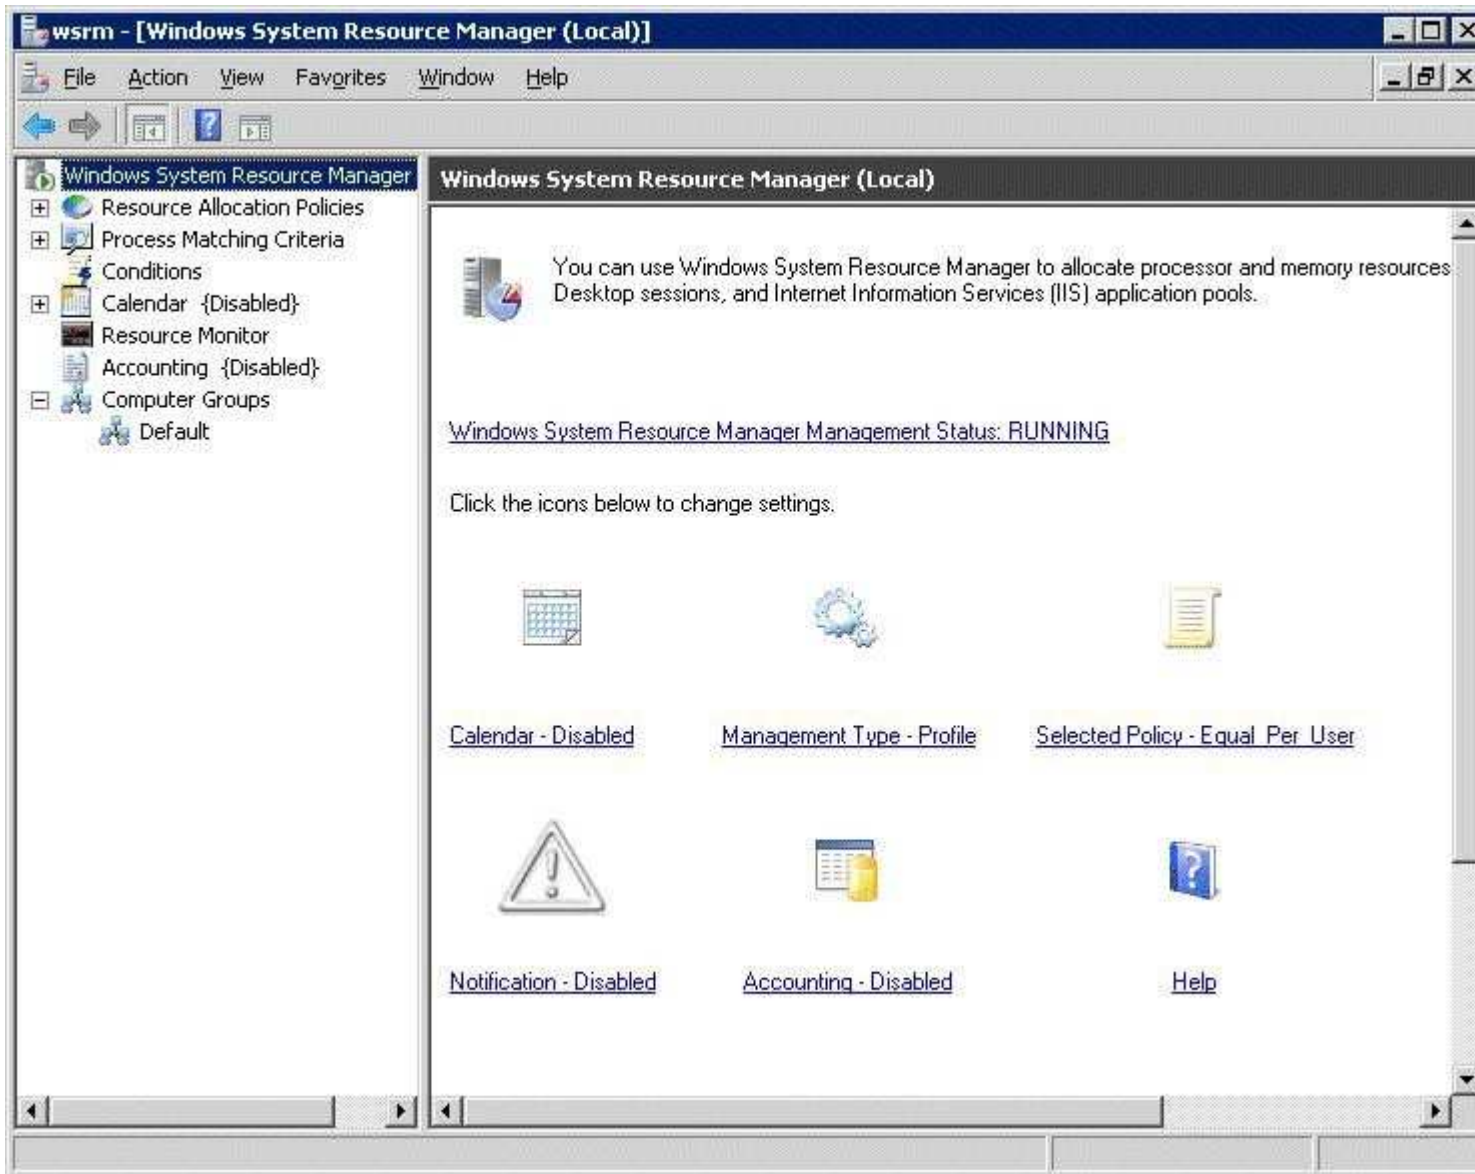 wsrm - [Windows System Resource Manager (Local)]
File Action View Favorites Window Help
Windows System Resource Manager
Resource Allocation Policies
Process Matching Criteria
Conditions
Calendar {Disabled}
Resource Monitor
Accounting {Disabled}
Computer Groups
Default
Windows System Resource Manager (Local)
You can use Windows System Resource Manager to allocate processor and memory resources
Desktop sessions, and Internet Information Services (IIS) application pools.
Windows System Resource Manager Management Status: RUNNING
Click the icons below to change settings.
Calendar - Disabled
Management Type - Profile
Selected Policy - Equal_Per_User
Notification - Disabled
Accounting - Disabled
Help